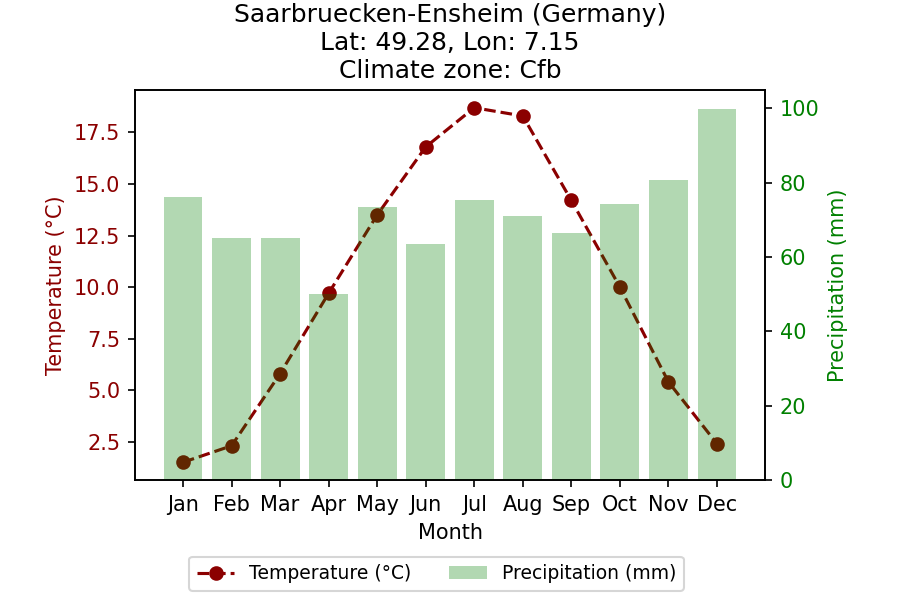 Saarbruecken-Ensheim (Germany)
Lat: 49.28, Lon: 7.15
Climate zone: Cfb
Temperature (°C)
17.5
15.0
12.5
10.0
7.5
5.0
2.5
100
80
60
40
20
0
Precipitation (mm)
Jan Feb Mar Apr May Jun Jul Aug Sep Oct Nov Dec
Month
Temperature (°C) Precipitation (mm)